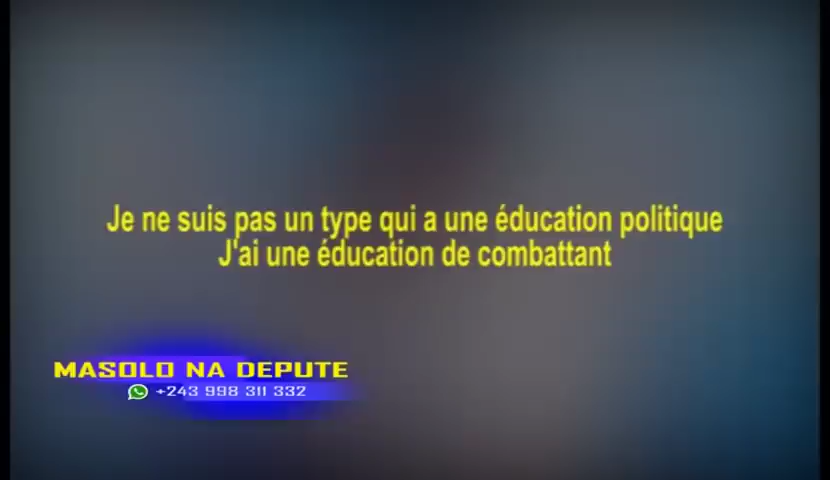 Je ne suis pas un type qui a une éducation politique
J'ai une éducation de combattant
MASOLO NA DEPUTE
+243 998 311 332